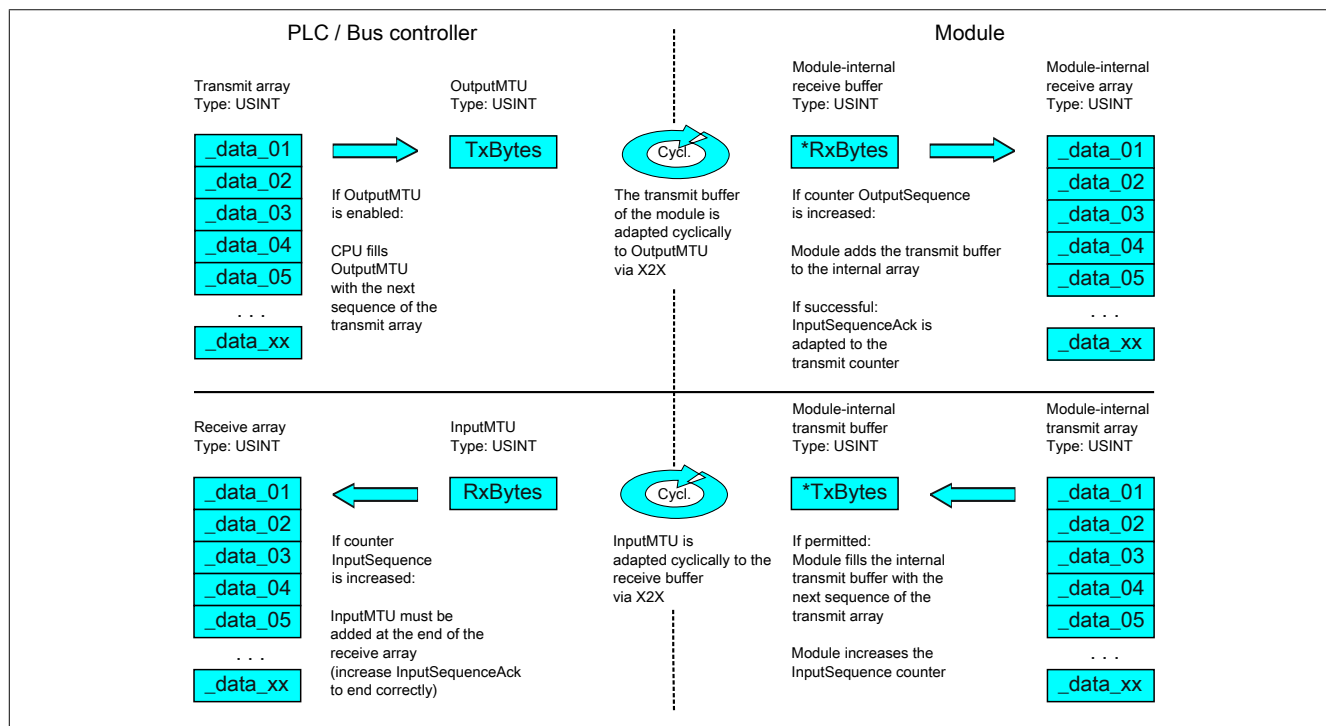 PLC / Bus controller
Module
Transmit array
Type: USINT
OutputMTU
Type: USINT
Module-internal
receive buffer
Type: USINT
Module-internal
receive array
Type: USINT
_data_01
_data_02
_data_03
_data_04
_data_05
. . .
_data_xx
If OutputMTU
is enabled:
CPU fills
OutputMTU
with the next
sequence of the
transmit array
TxBytes
Cycl.
The transmit buffer
of the module is
adapted cyclically
to OutputMTU
via X2X
*RxBytes
If counter OutputSequence
is increased:
Module adds the transmit buffer
to the internal array
If successful:
InputSequenceAck is
adapted to the
transmit counter
_data_01
_data_02
_data_03
_data_04
_data_05
. . .
_data_xx
Receive array
Type: USINT
InputMTU
Type: USINT
Module-internal
transmit buffer
Type: USINT
Module-internal
transmit array
Type: USINT
_data_01
_data_02
_data_03
_data_04
_data_05
. . .
_data_xx
If counter
InputSequence
is increased:
InputMTU must be
added at the end of the
receive array
(increase InputSequenceAck
to end correctly)
RxBytes
Cycl.
InputMTU is
adapted cyclically to the
receive buffer
via X2X
*TxBytes
If permitted:
Module fills the internal
transmit buffer with the
next sequence of the
transmit array
Module increases the
InputSequence counter
_data_01
_data_02
_data_03
_data_04
_data_05
. . .
_data_xx